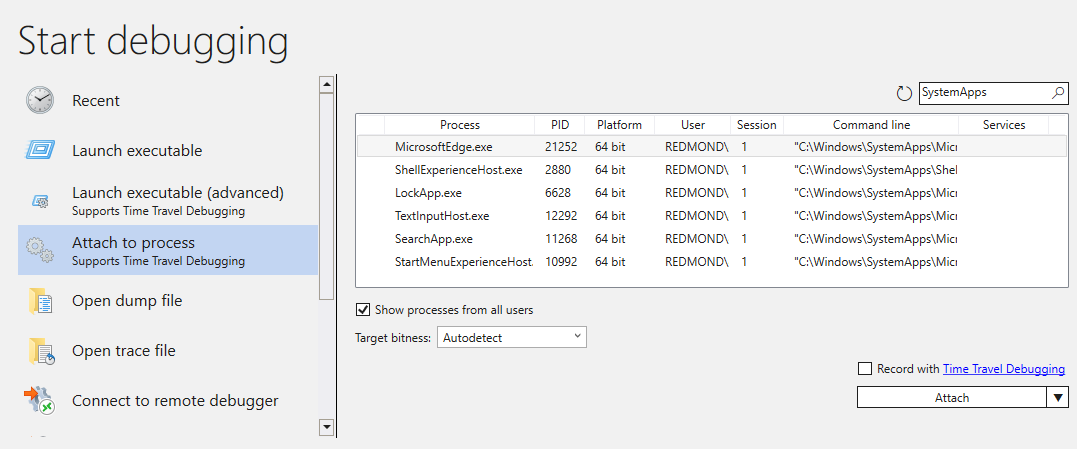 Start debugging
Recent
Launch executable
Launch executable (advanced)
Supports Time Travel Debugging
Attach to process
Supports Time Travel Debugging
Open dump file
Open trace file
Connect to remote debugger
SystemApps
Process PID Platform User Session Command line Services
MicrosoftEdge.exe 21252 64 bit REDMOND\ 1 "C:\Windows\SystemApps\Micr
ShellExperienceHost.exe 2880 64 bit REDMOND\ 1 "C:\Windows\SystemApps\Shel
LockApp.exe 6628 64 bit REDMOND\ 1 "C:\Windows\SystemApps\Micr
TextInputHost.exe 12292 64 bit REDMOND\ 1 "C:\Windows\SystemApps\Micr
SearchApp.exe 11268 64 bit REDMOND\ 1 "C:\Windows\SystemApps\Micr
StartMenuExperienceHost. 10992 64 bit REDMOND\ 1 "C:\Windows\SystemApps\Micr
Show processes from all users
Target bitness: Autodetect
Record with Time Travel Debugging
Attach